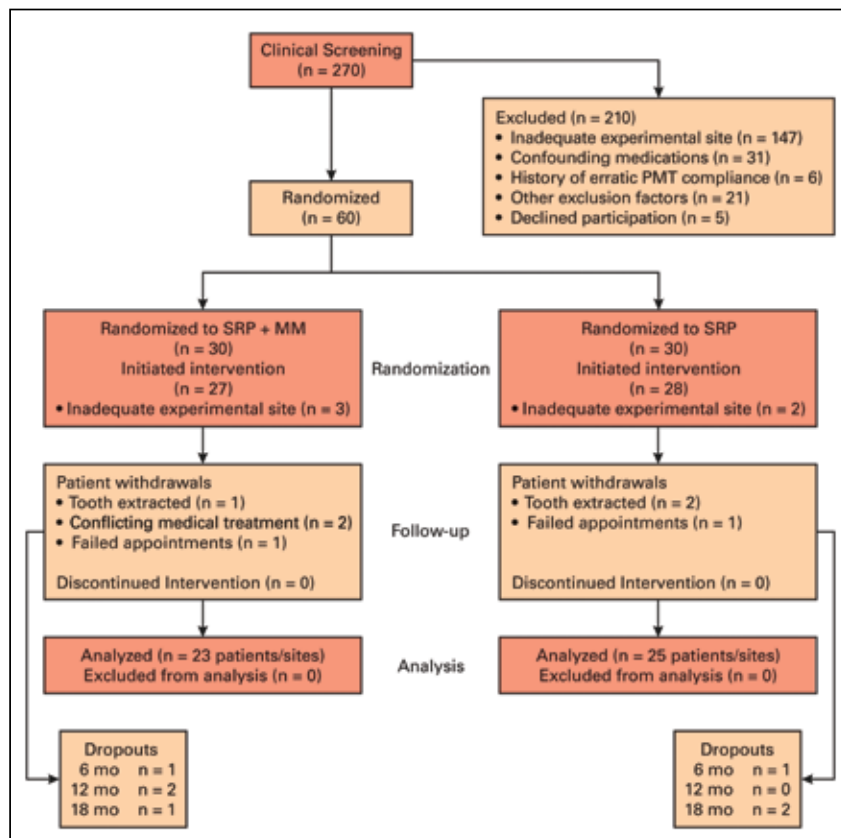 Clinical Screening
(n = 270)
Excluded (n = 210)
• Inadequate experimental site (n = 147)
• Confounding medications (n = 31)
• History of erratic PMT compliance (n = 6)
• Other exclusion factors (n = 21)
• Declined participation (n = 5)
Randomized
(n = 60)
Randomized to SRP + MM
(n = 30)
Initiated intervention
(n = 27)
• Inadequate experimental site (n = 3)
Randomization
Randomized to SRP
(n = 30)
Initiated intervention
(n = 28)
• Inadequate experimental site (n = 2)
Patient withdrawals
• Tooth extracted (n = 1)
• Conflicting medical treatment (n = 2)
• Failed appointments (n = 1)
Discontinued Intervention (n = 0)
Follow-up
Patient withdrawals
• Tooth extracted (n = 2)
• Failed appointments (n = 1)
Discontinued Intervention (n = 0)
Analyzed (n = 23 patients/sites)
Excluded from analysis (n = 0)
Analysis
Analyzed (n = 25 patients/sites)
Excluded from analysis (n = 0)
Dropouts
6 mo n = 1
12 mo n = 2
18 mo n = 1
Dropouts
6 mo n = 1
12 mo n = 0
18 mo n = 2